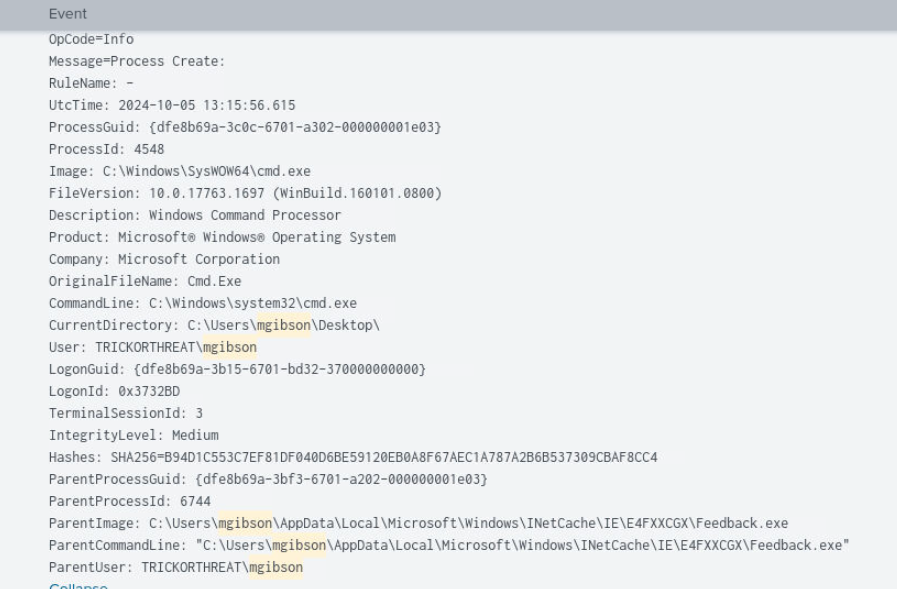 Event
OpCode=Info
Message=Process Create:
RuleName: -
UtcTime: 2024-10-05 13:15:56.615
ProcessGuid: {dfe8b69a-3c0c-6701-a302-000000001e03}
ProcessId: 4548
Image: C:\Windows\SysWOW64\cmd.exe
FileVersion: 10.0.17763.1697 (WinBuild.160101.0800)
Description: Windows Command Processor
Product: Microsoft® Windows® Operating System
Company: Microsoft Corporation
OriginalFileName: Cmd.Exe
CommandLine: C:\Windows\system32\cmd.exe
CurrentDirectory: C:\Users\mgibson\Desktop\
User: TRICKORTHREAT\mgibson
LogonGuid: {dfe8b69a-3b15-6701-bd32-370000000000}
LogonId: 0x3732BD
TerminalSessionId: 3
IntegrityLevel: Medium
Hashes: SHA256=B94D1C553C7EF81DF040D6BE59120EB0A8F67AEC1A787A2B6B537309CBAF8CC4
ParentProcessGuid: {dfe8b69a-3bf3-6701-a202-000000001e03}
ParentProcessId: 6744
ParentImage: C:\Users\mgibson\AppData\Local\Microsoft\Windows\INetCache\IE\E4FXXCGX\Feedback.exe
ParentCommandLine: "C:\Users\mgibson\AppData\Local\Microsoft\Windows\INetCache\IE\E4FXXCGX\Feedback.exe"
ParentUser: TRICKORTHREAT\mgibson
Collapse